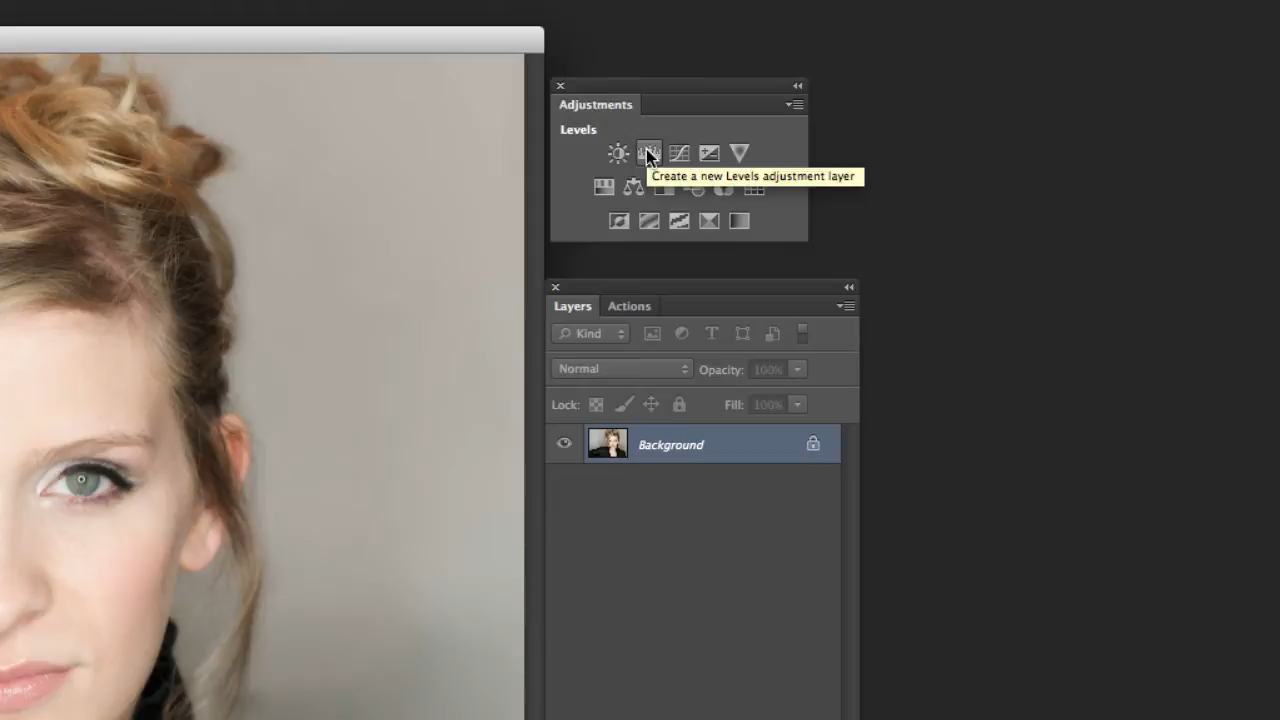 Adjustments
Levels
Create a new Levels adjustment layer
Layers Actions
Kind T
Normal Opacity: 100%
Lock: Fill: 100%
Background